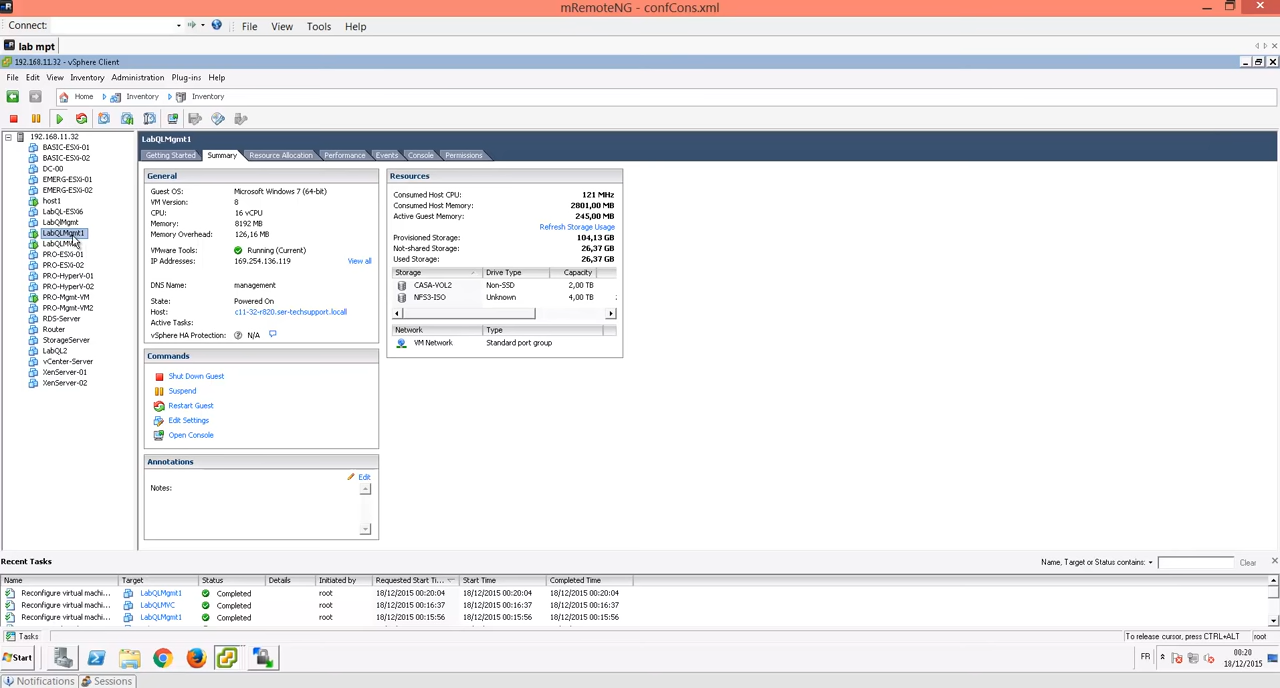 mRemoteNG - confCons.xml
Connect: File View Tools Help
lab mpt
192.168.11.32 - vSphere Client
File Edit View Inventory Administration Plug-ins Help
Home Inventory Inventory
192.168.11.32
BASIC-ESXi-01
BASIC-ESXi-02
DC-00
EMERG-ESXi-01
EMERG-ESXi-02
host1
LabQL-ESXi6
LabQlMgmt
LabQLMgmt1
LabQLMVC
PRO-ESXi-01
PRO-ESXi-02
PRO-HyperV-01
PRO-HyperV-02
PRO-Mgmt-VM
PRO-Mgmt-VM2
RDS-Server
Router
StorageServer
LabQL2
vCenter-Server
XenServer-01
XenServer-02
LabQLMgmt1
Getting Started Summary Resource Allocation Performance Events Console Permissions
General
Guest OS: Microsoft Windows 7 (64-bit)
VM Version: 8
CPU: 16 vCPU
Memory: 8192 MB
Memory Overhead: 126,16 MB
VMware Tools: Running (Current)
IP Addresses: 169.254.136.119 View all
DNS Name: management
State: Powered On
Host: c11-32-r820.ser-techsupport.locall
Active Tasks:
vSphere HA Protection: N/A
Commands
Shut Down Guest
Suspend
Restart Guest
Edit Settings
Open Console
Annotations
Edit
Notes:
Resources
Consumed Host CPU: 121 MHz
Consumed Host Memory: 2801,00 MB
Active Guest Memory: 245,00 MB
Refresh Storage Usage
Provisioned Storage: 104,13 GB
Not-shared Storage: 26,37 GB
Used Storage: 26,37 GB
Storage Drive Type Capacity
CASA-VOL2 Non-SSD 2,00 TB
NFS3-ISO Unknown 4,00 TB
Network Type
VM Network Standard port group
Recent Tasks
Name, Target or Status contains: Clear
Name Target Status Details Initiated by Requested Start Ti... Start Time Completed Time
Reconfigure virtual machi... LabQLMgmt1 Completed root 18/12/2015 00:20:04 18/12/2015 00:20:04 18/12/2015 00:20:04
Reconfigure virtual machi... LabQLMVC Completed root 18/12/2015 00:16:37 18/12/2015 00:16:37 18/12/2015 00:16:37
Reconfigure virtual machi... LabQLMgmt1 Completed root 18/12/2015 00:15:56 18/12/2015 00:15:56 18/12/2015 00:15:56
Tasks To release cursor, press CTRL+ALT root
Start FR 00:20
18/12/2015
Notifications Sessions